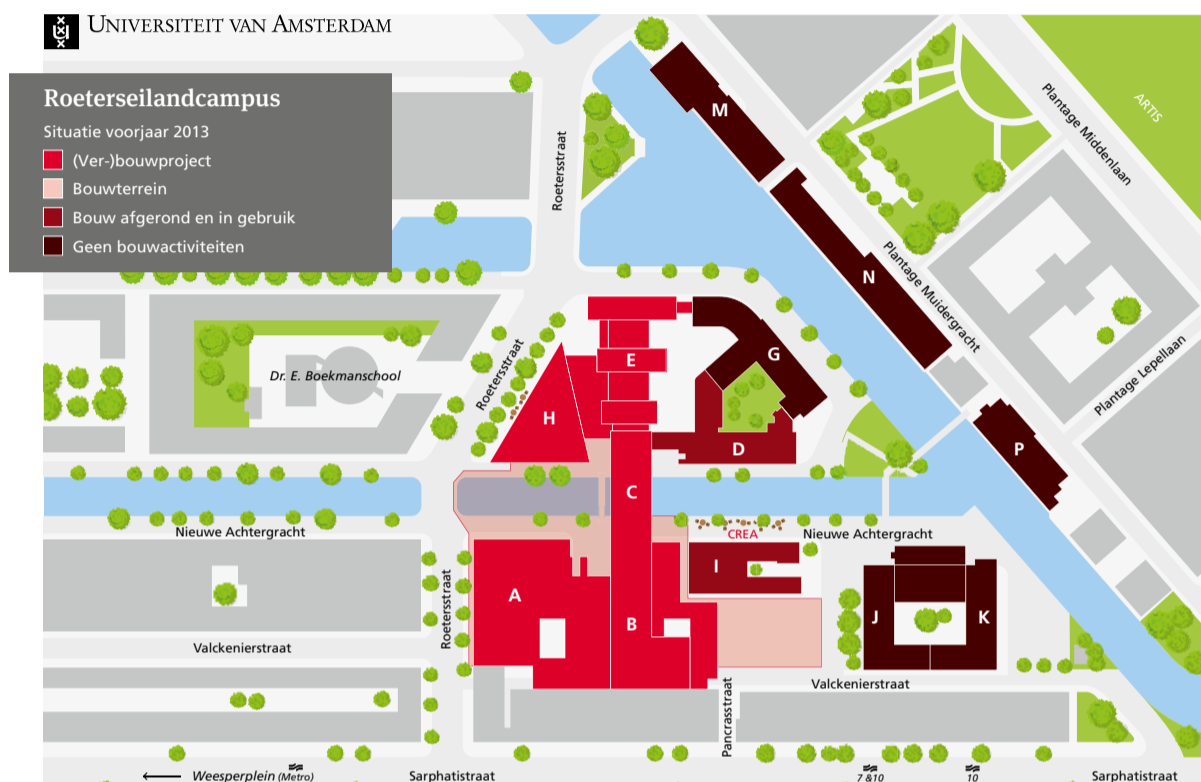 UNIVERSITEIT VAN AMSTERDAM
Roeterseilandcampus
Situatie voorjaar 2013
(Ver-)bouwproject
Bouwterrein
Bouw afgerond en in gebruik
Geen bouwactiviteiten
M
Plantage Middenlaan
ARTIS
Roetersstraat
N
Plantage Muidergracht
Plantage Lepellaan
E
G
Dr. E. Boekmanschool
Roetersstraat
H
D
P
C
Nieuwe Achtergracht
CREA
Nieuwe Achtergracht
I
A
B
J
K
Roetersstraat
Valckenierstraat
Valckenierstraat
Pancrasstraat
Weesperplein (Metro)
Sarphatistraat
7 &10
10
Sarphatistraat